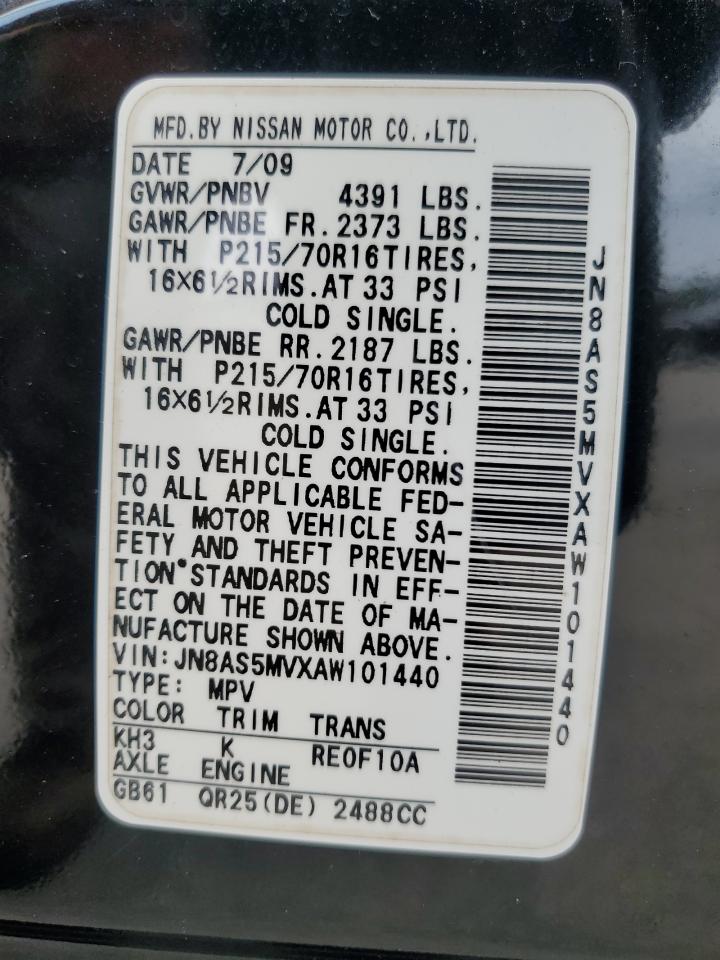 MFD.BY NISSAN MOTOR CO.,LTD.
DATE 7/09
GVWR/PNBV 4391 LBS.
GAWR/PNBE FR.2373 LBS.
WITH P215/70R16TIRES,
16X6½RIMS.AT 33 PSI
COLD SINGLE.
GAWR/PNBE RR.2187 LBS.
WITH P215/70R16TIRES,
16X6½RIMS.AT 33 PSI
COLD SINGLE.
THIS VEHICLE CONFORMS
TO ALL APPLICABLE FED-
ERAL MOTOR VEHICLE SA-
FETY AND THEFT PREVEN-
TION STANDARDS IN EFF-
ECT ON THE DATE OF MA-
NUFACTURE SHOWN ABOVE.
VIN:JN8AS5MVXAW101440
TYPE: MPV
COLOR TRIM TRANS
KH3 K RE0F10A
AXLE ENGINE
GB61 QR25(DE) 2488CC
JN8AS5MVXAW101440